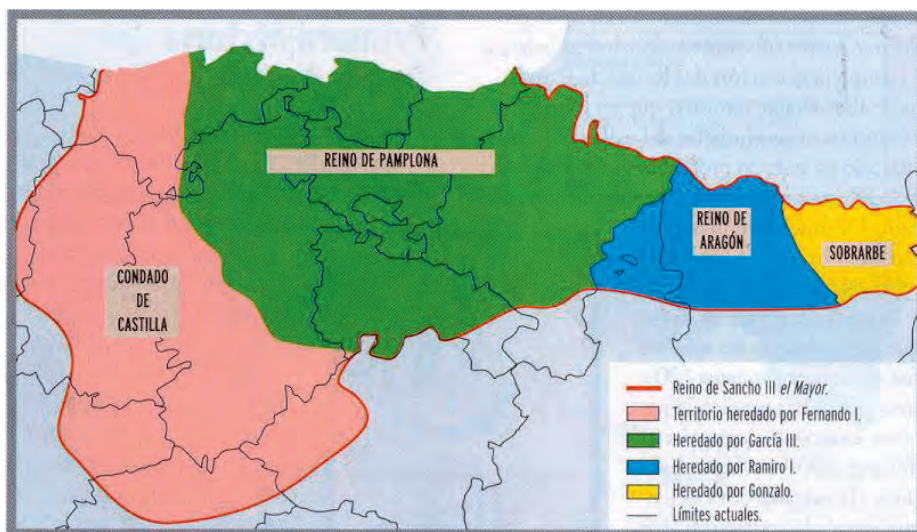 REINO DE PAMPLONA
REINO DE
ARAGÓN
SOBRARBE
CONDADO
DE
CASTILLA
Reino de Sancho III el Mayor.
Territorio heredado por Fernando I.
Heredado por García III.
Heredado por Ramiro I.
Heredado por Gonzalo.
Límites actuales.